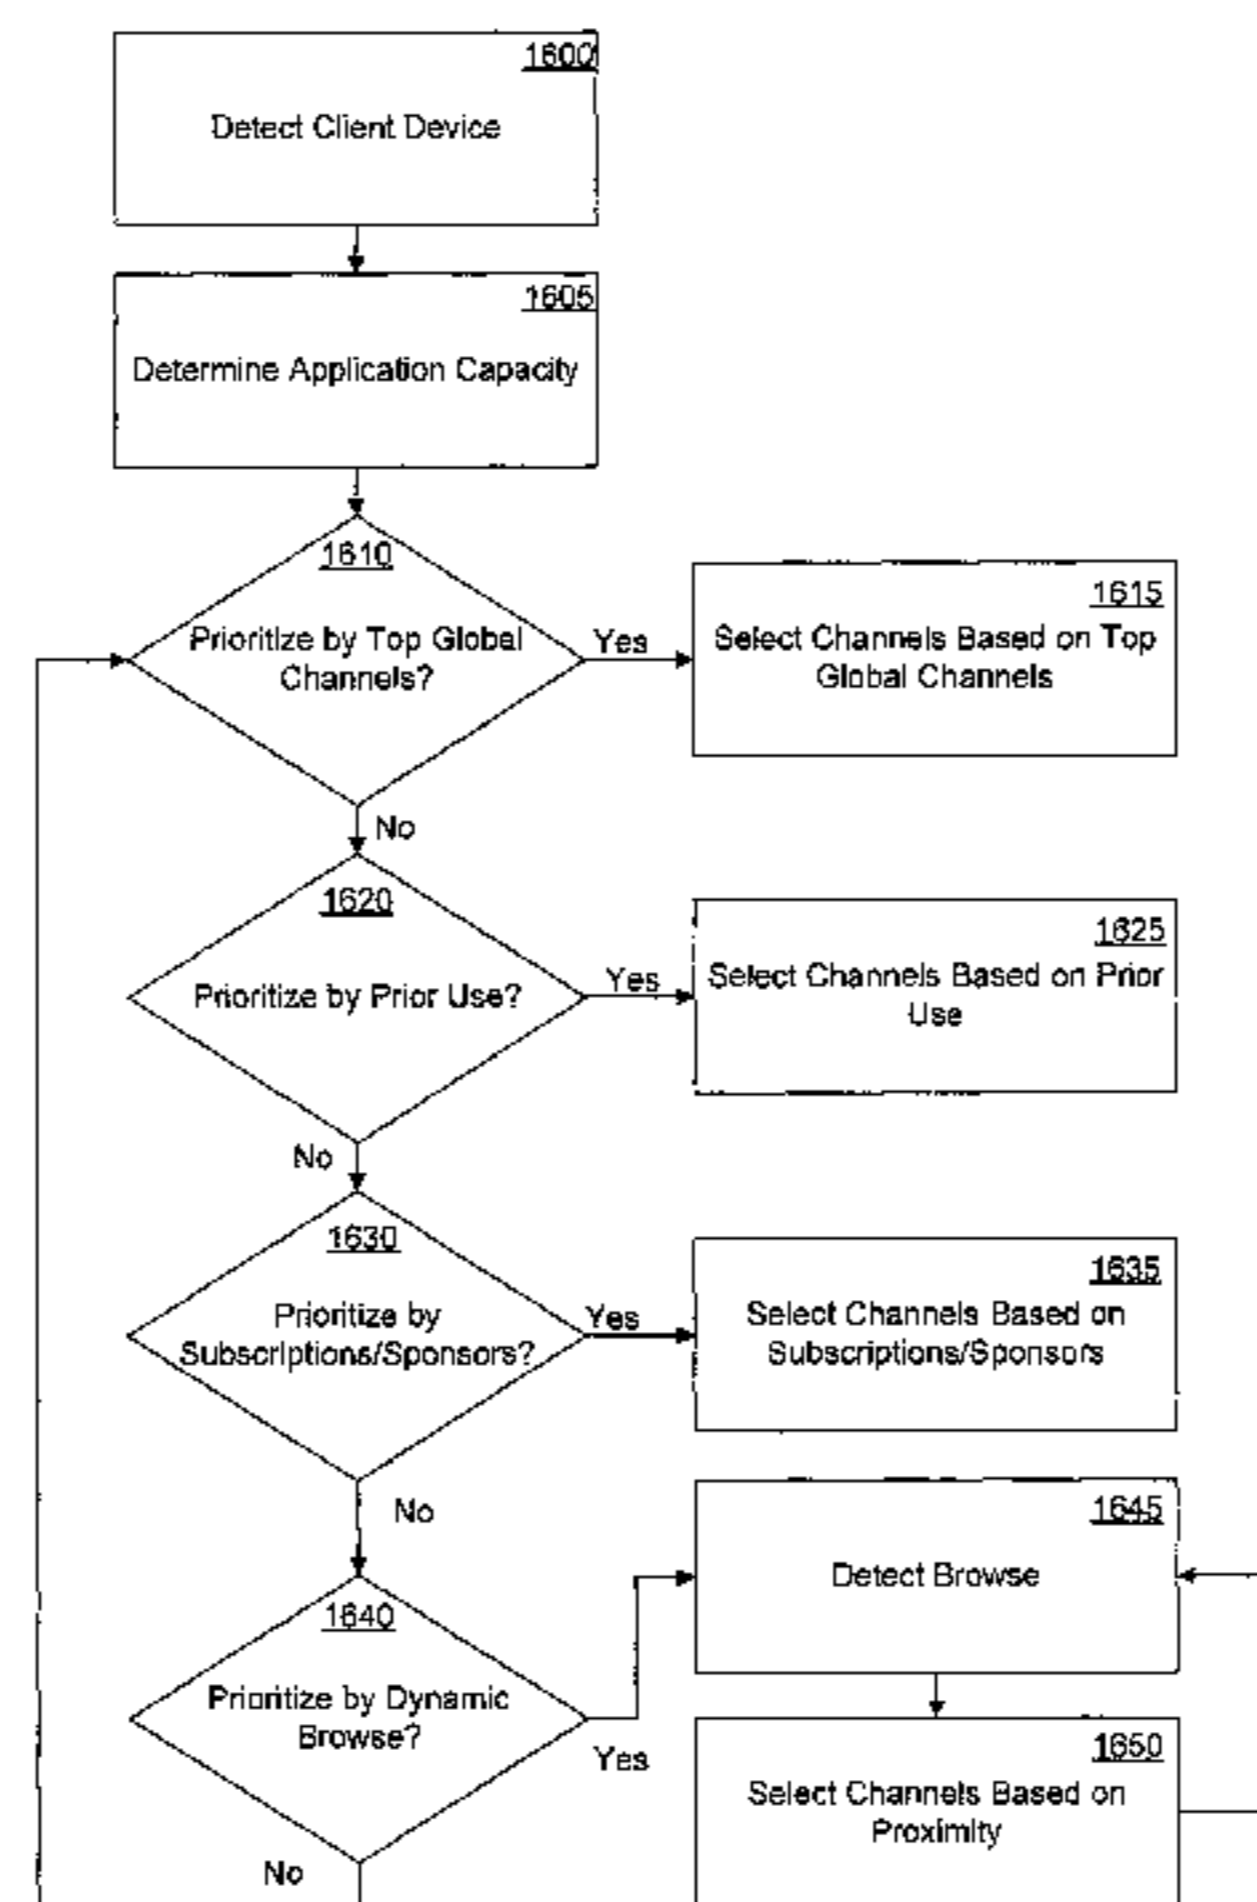 1600
Detect Client Device
1605
Determine Application Capacity
1610
Prioritize by Top Global
Channels?
Yes
1615
Select Channels Based on Top
Global Channels
No
1620
Prioritize by Prior Use?
Yes
1625
Select Channels Based on Prior
Use
No
1630
Prioritize by
Subscriptions/Sponsors?
Yes
1635
Select Channels Based on
Subscriptions/Sponsors
No
1640
Prioritize by Dynamic
Browse?
Yes
1645
Detect Browse
1650
Select Channels Based on
Proximity
No